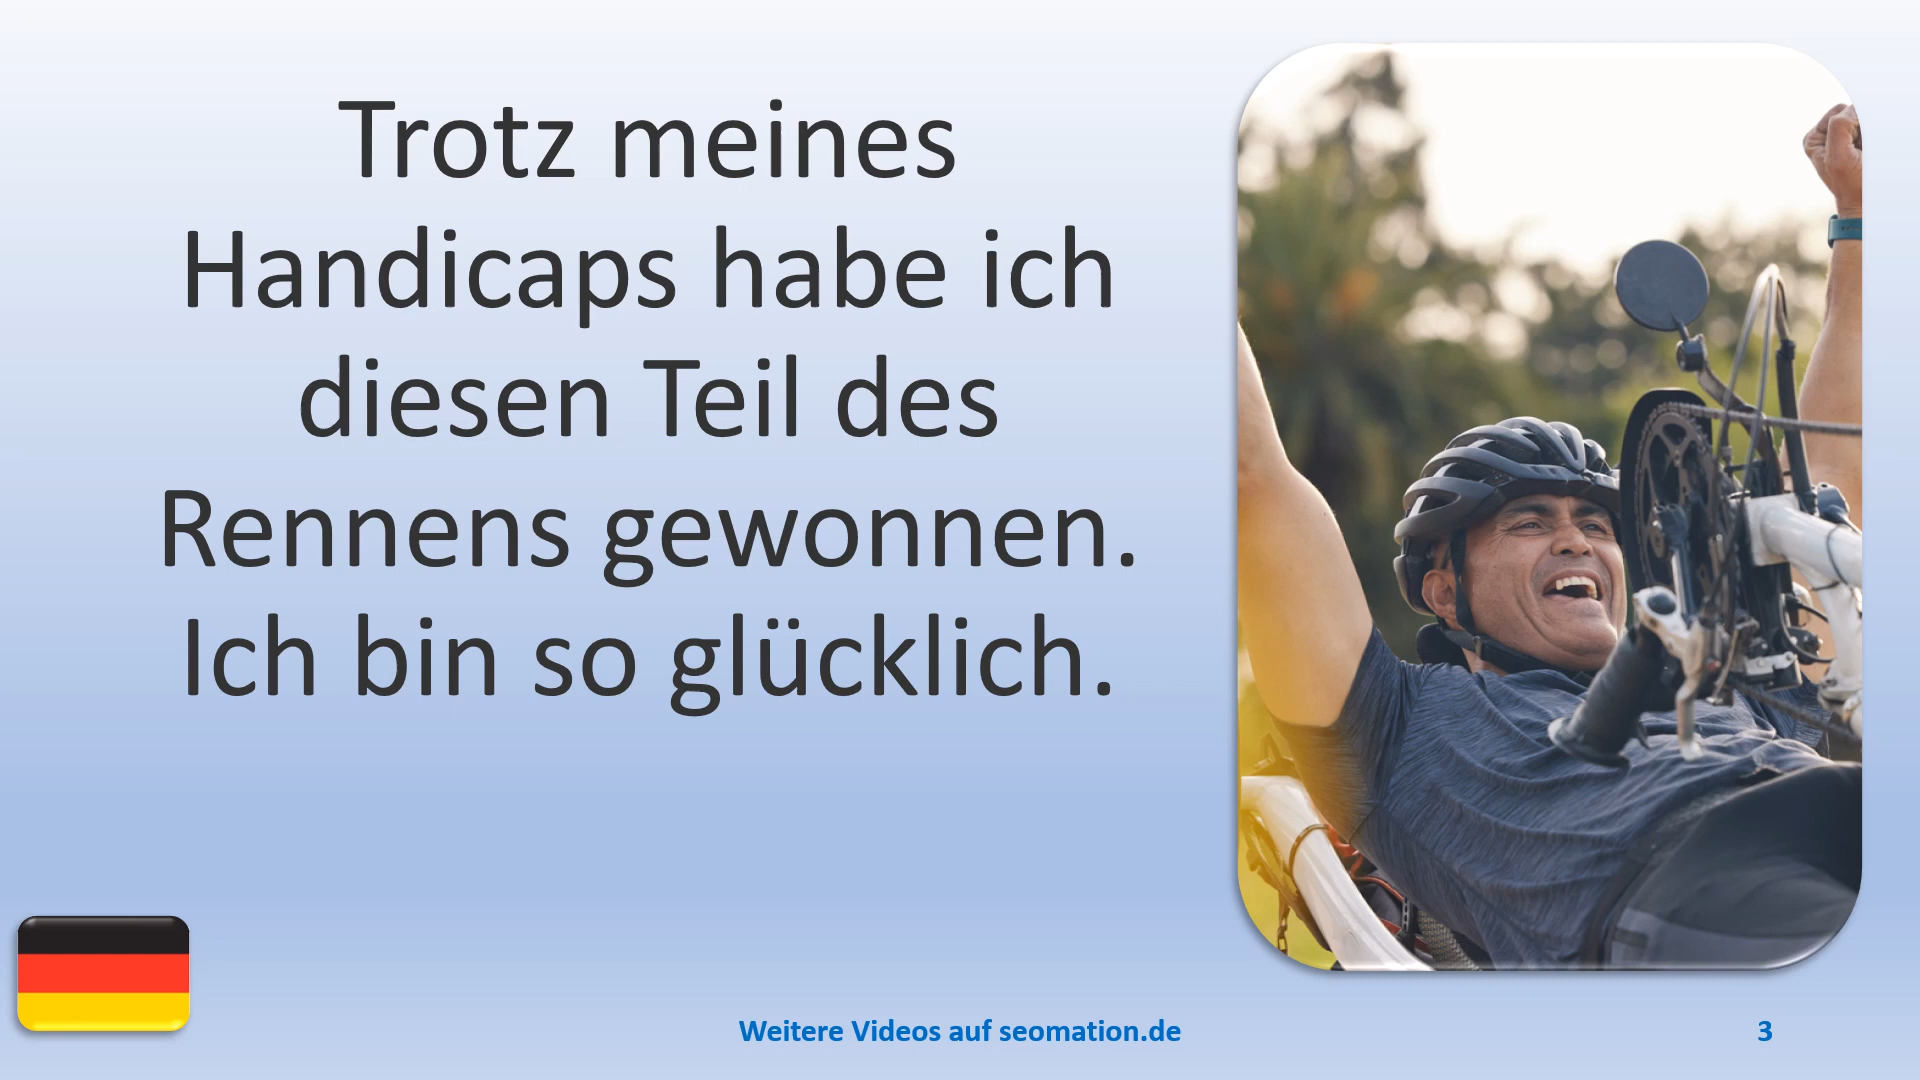 Trotz meines
Handicaps habe ich
diesen Teil des
Rennens gewonnen.
Ich bin so glücklich.
Weitere Videos auf seomation.de
3